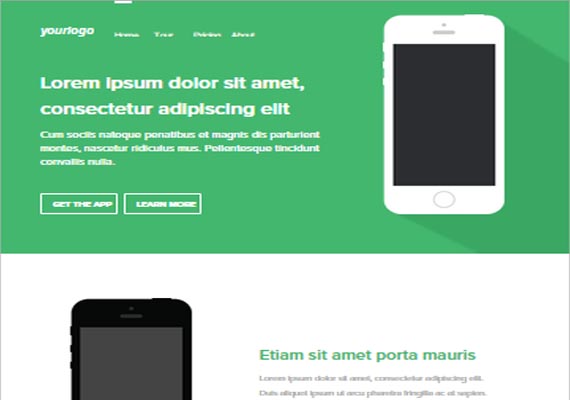 yourlogo
Home Tour Pricing About
Lorem ipsum dolor sit amet,
consectetur adipiscing elit
Cum sociis natoque penatibus et magnis dis parturient
montes, nascetur ridiculus mus. Pellentesque tincidunt
convallis nulla.
GET THE APP LEARN MORE
Etiam sit amet porta mauris
Lorem ipsum dolor sit amet, consectetur adipiscing elit.
Duis aliquet ipsum ut arcu pharetra fringilla ac at sapien.